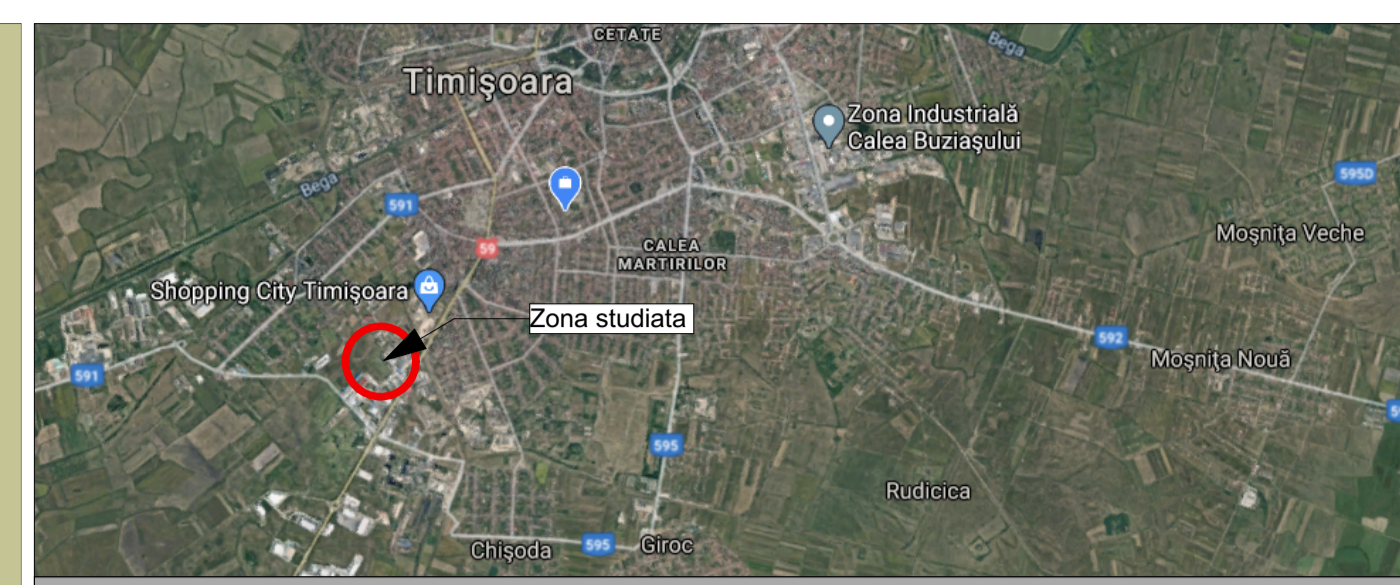 CETATE
Bega
Timişoara
Zona Industrială
Calea Buziaşului
595D
Bega
591
Moşniţa Veche
59
CALEA
MARTIRILOR
Shopping City Timişoara
Zona studiata
592
Moşniţa Nouă
591
595
Rudicica
Chişoda
595
Giroc